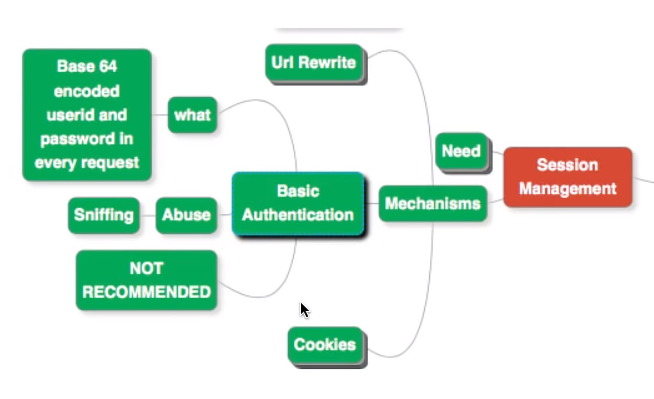 Url Rewrite
Base 64
encoded
userid and
password in
every request
what
Need
Session
Management
Basic
Authentication
Mechanisms
Sniffing
Abuse
NOT
RECOMMENDED
Cookies